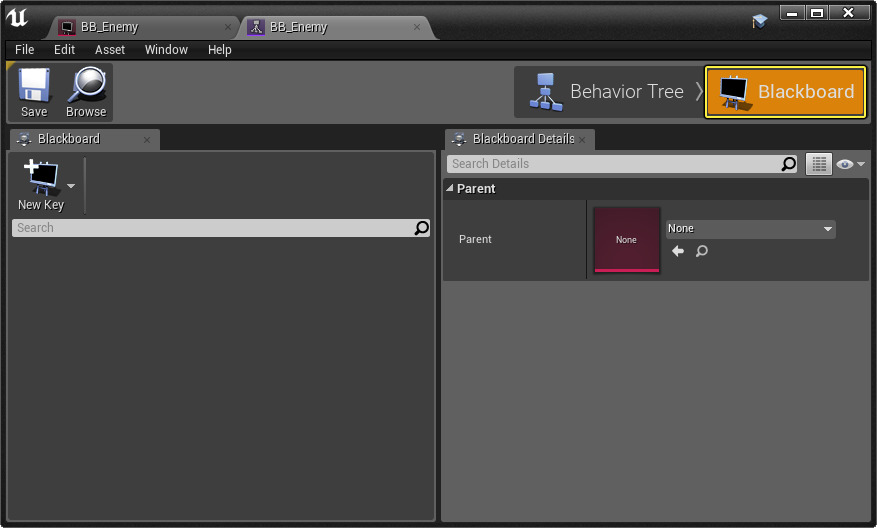 BB_Enemy
BB_Enemy
File Edit Asset Window Help
Save Browse
Behavior Tree Blackboard
Blackboard
New Key
Search
Blackboard Details
Search Details
Parent
Parent
None
None